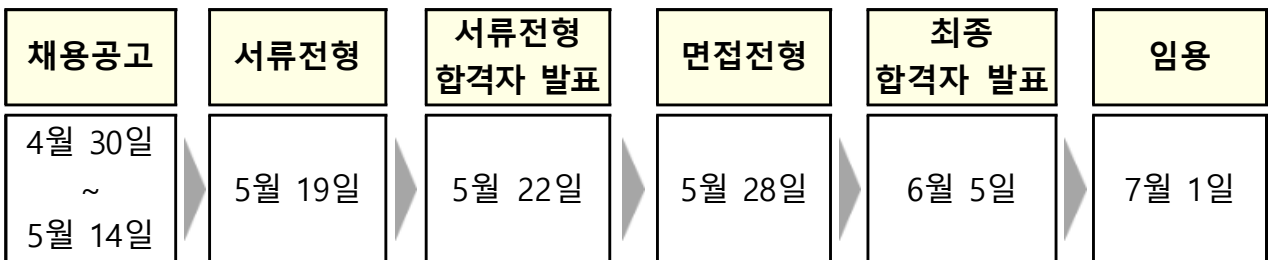 채용공고
서류전형
서류전형
합격자 발표
면접전형
최종
합격자 발표
임용
4월 30일
~
5월 14일
5월 19일
5월 22일
5월 28일
6월 5일
7월 1일